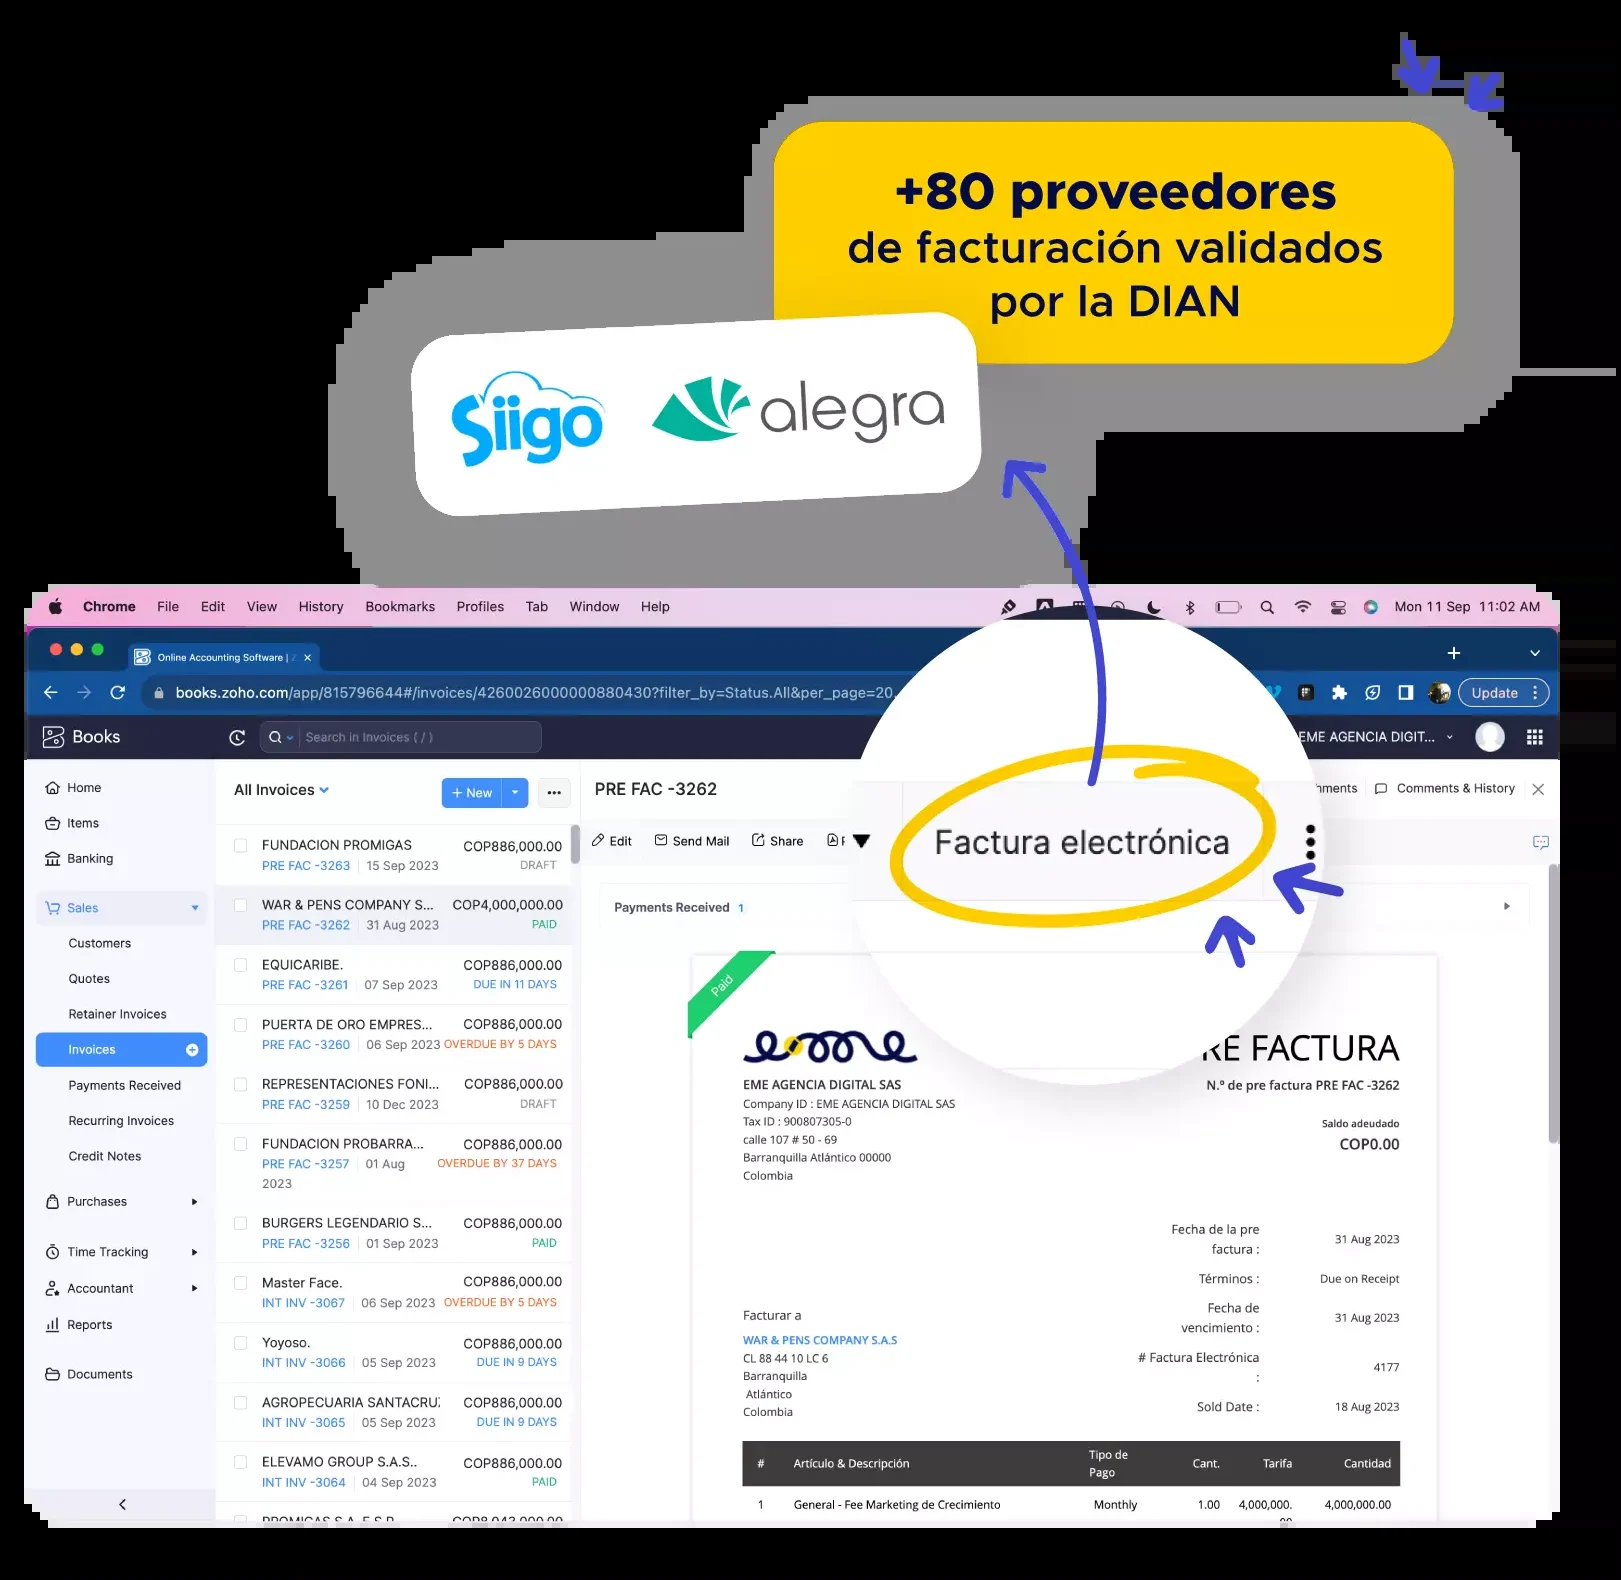 +80 proveedores
de facturación validados
por la DIAN
Siigo alegra
Chrome File Edit View History Bookmarks Profiles Tab Window Help Mon 11 Sep 11:02 AM
Online Accounting Software |
books.zoho.com/app/815796644#/invoices/4260026000000880430?filter_by=Status.All&per_page=20 Update
Books
Search in Invoices ( / )
EME AGENCIA DIGIT...
Home
Items
Banking
Sales
Customers
Quotes
Retainer Invoices
Invoices
Payments Received
Recurring Invoices
Credit Notes
Purchases
Time Tracking
Accountant
Reports
Documents
All Invoices
+ New
FUNDACION PROMIGAS COP886,000.00
PRE FAC -3263 15 Sep 2023 DRAFT
WAR & PENS COMPANY S... COP4,000,000.00
PRE FAC -3262 31 Aug 2023 PAID
EQUICARIBE. COP886,000.00
PRE FAC -3261 07 Sep 2023 DUE IN 11 DAYS
PUERTA DE ORO EMPRES... COP886,000.00
PRE FAC -3260 06 Sep 2023 OVERDUE BY 5 DAYS
REPRESENTACIONES FONI... COP886,000.00
PRE FAC -3259 10 Dec 2023 DRAFT
FUNDACION PROBARRA... COP886,000.00
PRE FAC -3257 01 Aug OVERDUE BY 37 DAYS
2023
BURGERS LEGENDARIO S... COP886,000.00
PRE FAC -3256 01 Sep 2023 PAID
Master Face. COP886,000.00
INT INV -3067 06 Sep 2023 OVERDUE BY 5 DAYS
Yoyoso. COP886,000.00
INT INV -3066 05 Sep 2023 DUE IN 9 DAYS
AGROPECUARIA SANTACRU COP886,000.00
INT INV -3065 05 Sep 2023 DUE IN 9 DAYS
ELEVAMO GROUP S.A.S.. COP886,000.00
INT INV -3064 04 Sep 2023 PAID
PRE FAC -3262
Comments & History
Edit Send Mail Share
Factura electrónica
Payments Received 1
Paid
eme
EME AGENCIA DIGITAL SAS
Company ID : EME AGENCIA DIGITAL SAS
Tax ID : 900807305-0
calle 107 # 50 - 69
Barranquilla Atlántico 00000
Colombia
RE FACTURA
N.º de pre factura PRE FAC -3262
Saldo adeudado
COP0.00
Fecha de la pre
factura : 31 Aug 2023
Términos : Due on Receipt
Fecha de
vencimiento : 31 Aug 2023
# Factura Electrónica
: 4177
Sold Date : 18 Aug 2023
Facturar a
WAR & PENS COMPANY S.A.S
CL 88 44 10 LC 6
Barranquilla
Atlántico
Colombia
# Artículo & Descripción Tipo de Pago Cant. Tarifa Cantidad
1 General - Fee Marketing de Crecimiento Monthly 1.00 4,000,000. 4,000,000.00